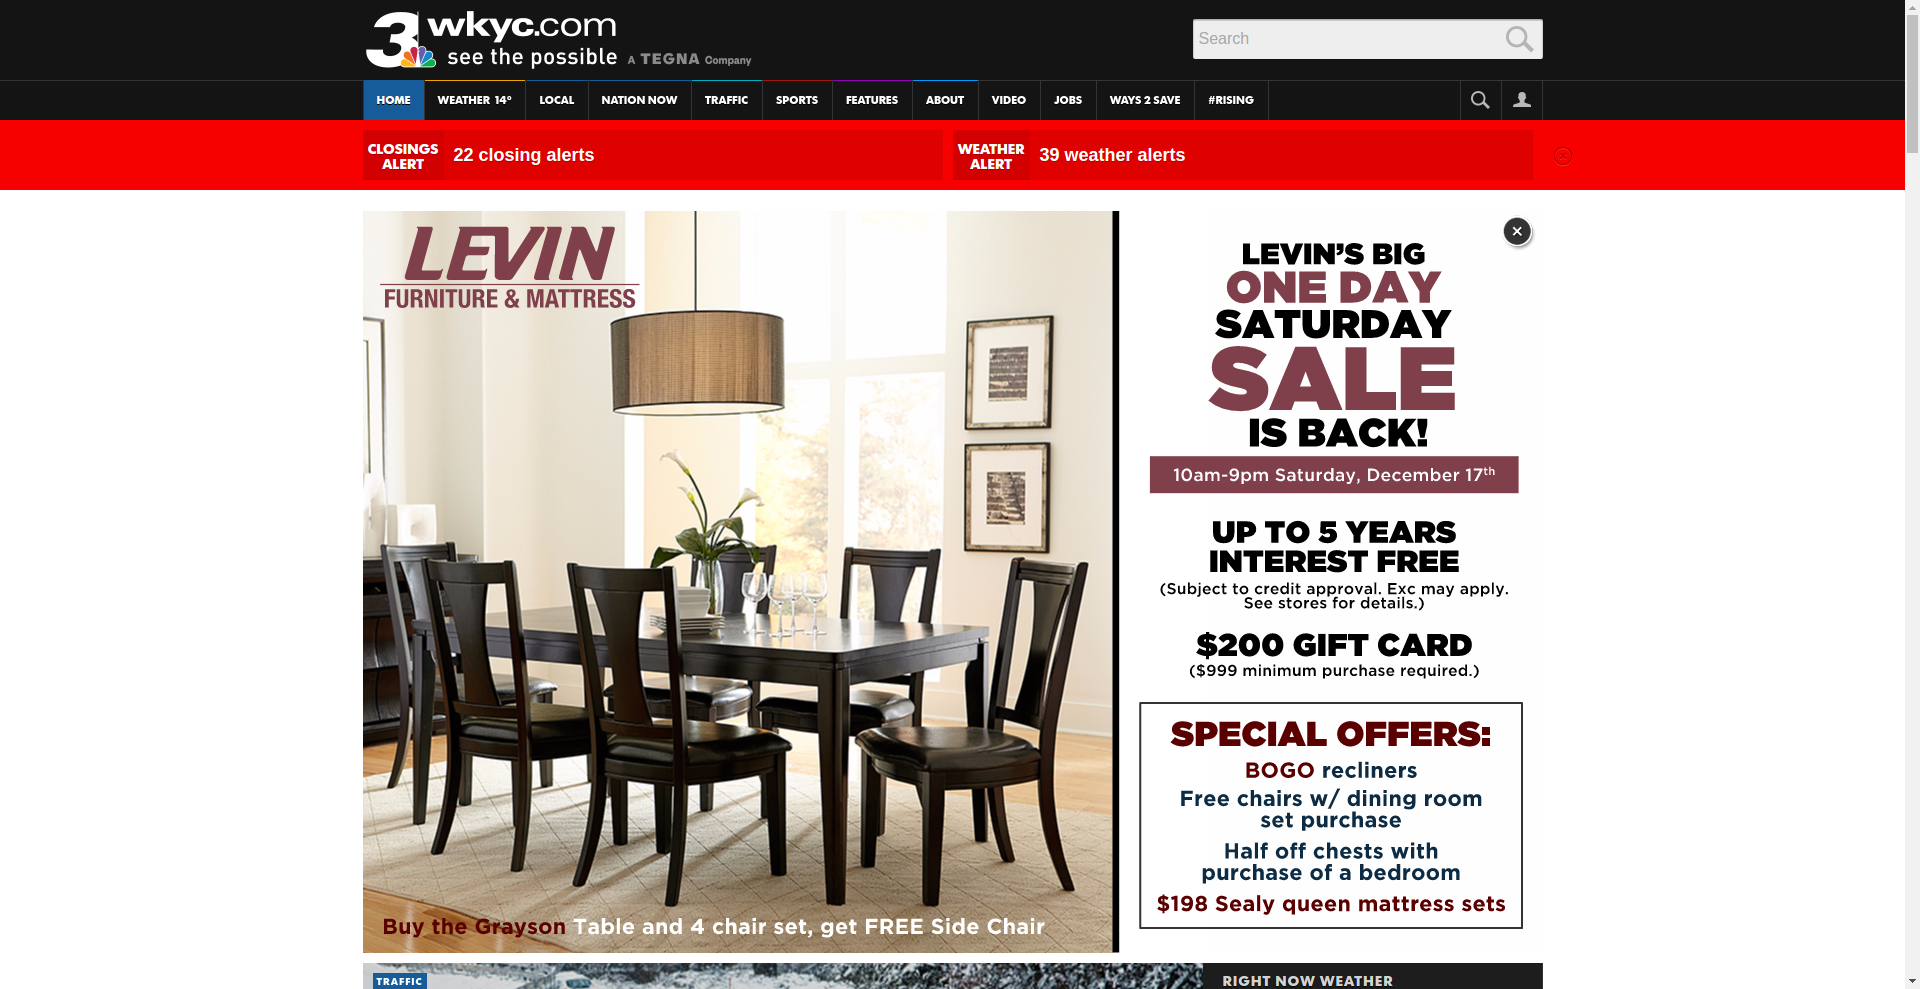 3 wkyc.com
see the possible A TEGNA Company
Search
HOME WEATHER 14° LOCAL NATION NOW TRAFFIC SPORTS FEATURES ABOUT VIDEO JOBS WAYS 2 SAVE #RISING
CLOSINGS ALERT 22 closing alerts
WEATHER ALERT 39 weather alerts
LEVIN
FURNITURE & MATTRESS
Buy the Grayson Table and 4 chair set, get FREE Side Chair
LEVIN'S BIG
ONE DAY
SATURDAY
SALE
IS BACK!
10am-9pm Saturday, December 17th
UP TO 5 YEARS
INTEREST FREE
(Subject to credit approval. Exc may apply.
See stores for details.)
$200 GIFT CARD
($999 minimum purchase required.)
SPECIAL OFFERS:
BOGO recliners
Free chairs w/ dining room
set purchase
Half off chests with
purchase of a bedroom
$198 Sealy queen mattress sets
TRAFFIC
RIGHT NOW WEATHER